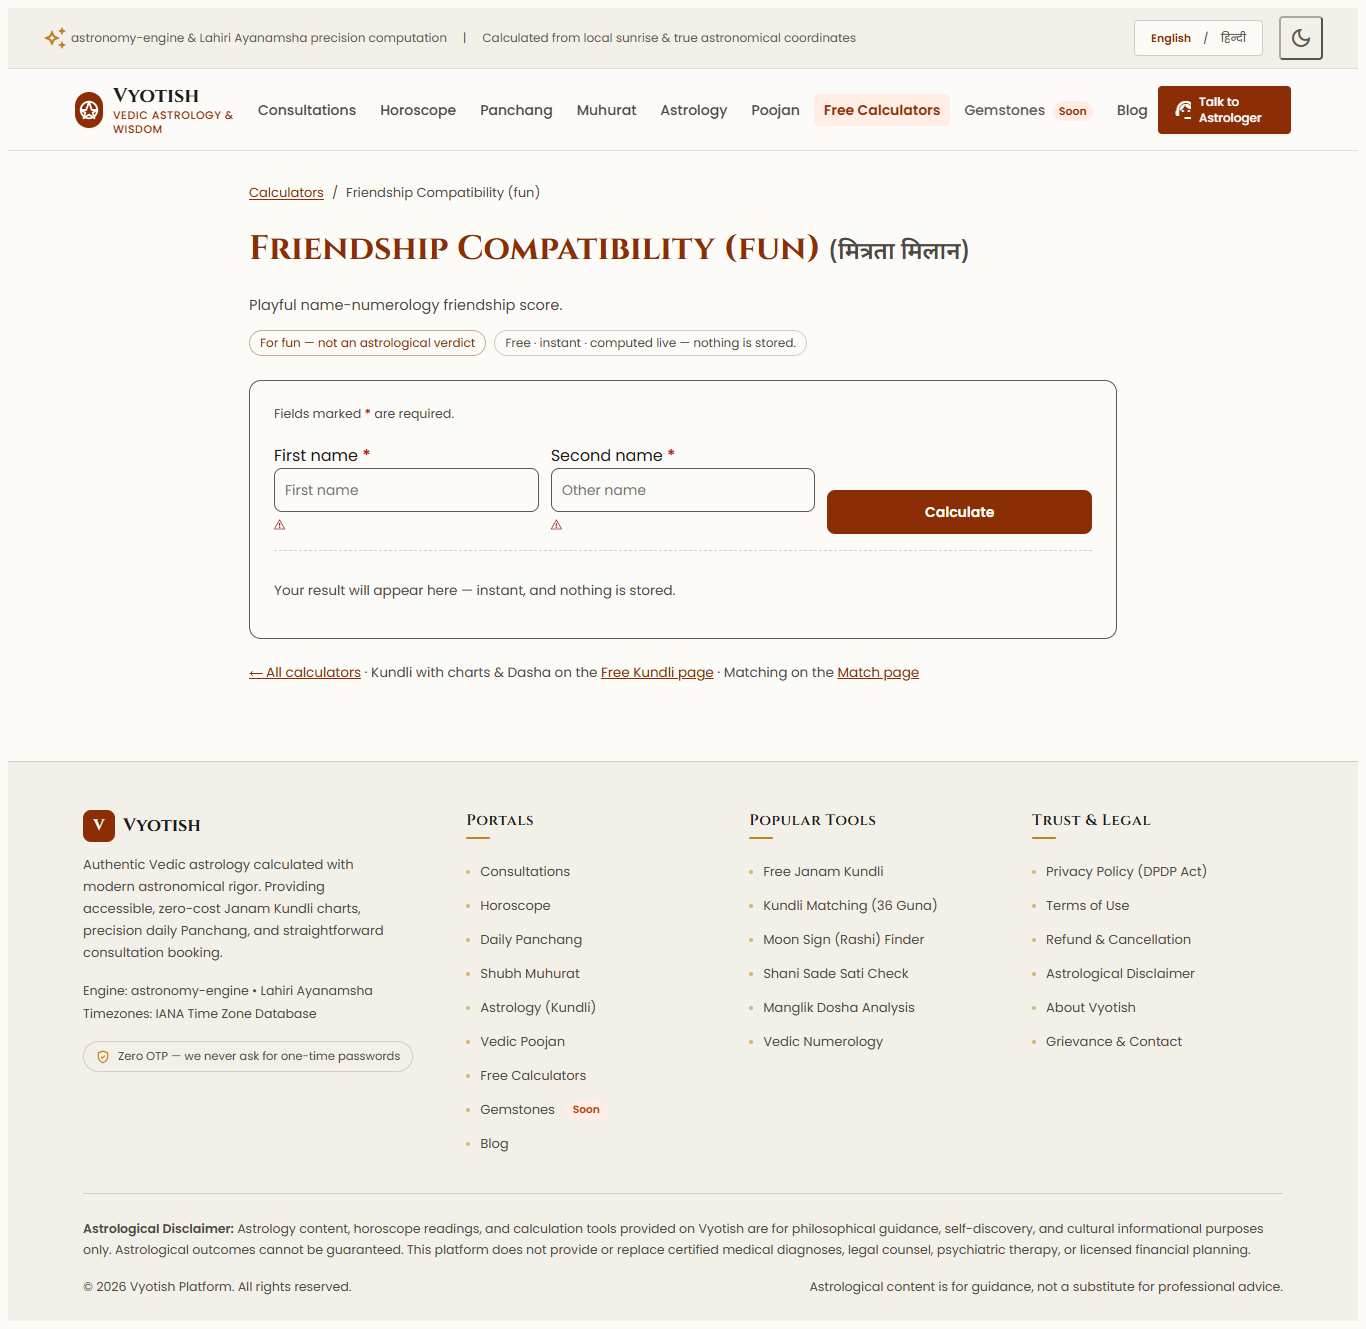 astronomy-engine & Lahiri Ayanamsha precision computation | Calculated from local sunrise & true astronomical coordinates
English / हिन्दी
Vyotish
VEDIC ASTROLOGY & WISDOM
Consultations Horoscope Panchang Muhurat Astrology Poojan Free Calculators Gemstones Soon Blog
Talk to Astrologer
Calculators / Friendship Compatibility (fun)
Friendship Compatibility (fun) (मित्रता मिलान)
Playful name-numerology friendship score.
For fun — not an astrological verdict
Free · instant · computed live — nothing is stored.
Fields marked * are required.
First name * Second name *
First name Other name
Calculate
Your result will appear here — instant, and nothing is stored.
← All calculators · Kundli with charts & Dasha on the Free Kundli page · Matching on the Match page
V Vyotish
Authentic Vedic astrology calculated with
modern astronomical rigor. Providing
accessible, zero-cost Janam Kundli charts,
precision daily Panchang, and straightforward
consultation booking.
Engine: astronomy-engine • Lahiri Ayanamsha
Timezones: IANA Time Zone Database
Zero OTP — we never ask for one-time passwords
Portals
Consultations
Horoscope
Daily Panchang
Shubh Muhurat
Astrology (Kundli)
Vedic Poojan
Free Calculators
Gemstones Soon
Blog
Popular Tools
Free Janam Kundli
Kundli Matching (36 Guna)
Moon Sign (Rashi) Finder
Shani Sade Sati Check
Manglik Dosha Analysis
Vedic Numerology
Trust & Legal
Privacy Policy (DPDP Act)
Terms of Use
Refund & Cancellation
Astrological Disclaimer
About Vyotish
Grievance & Contact
Astrological Disclaimer: Astrology content, horoscope readings, and calculation tools provided on Vyotish are for philosophical guidance, self-discovery, and cultural informational purposes
only. Astrological outcomes cannot be guaranteed. This platform does not provide or replace certified medical diagnoses, legal counsel, psychiatric therapy, or licensed financial planning.
© 2026 Vyotish Platform. All rights reserved.
Astrological content is for guidance, not a substitute for professional advice.